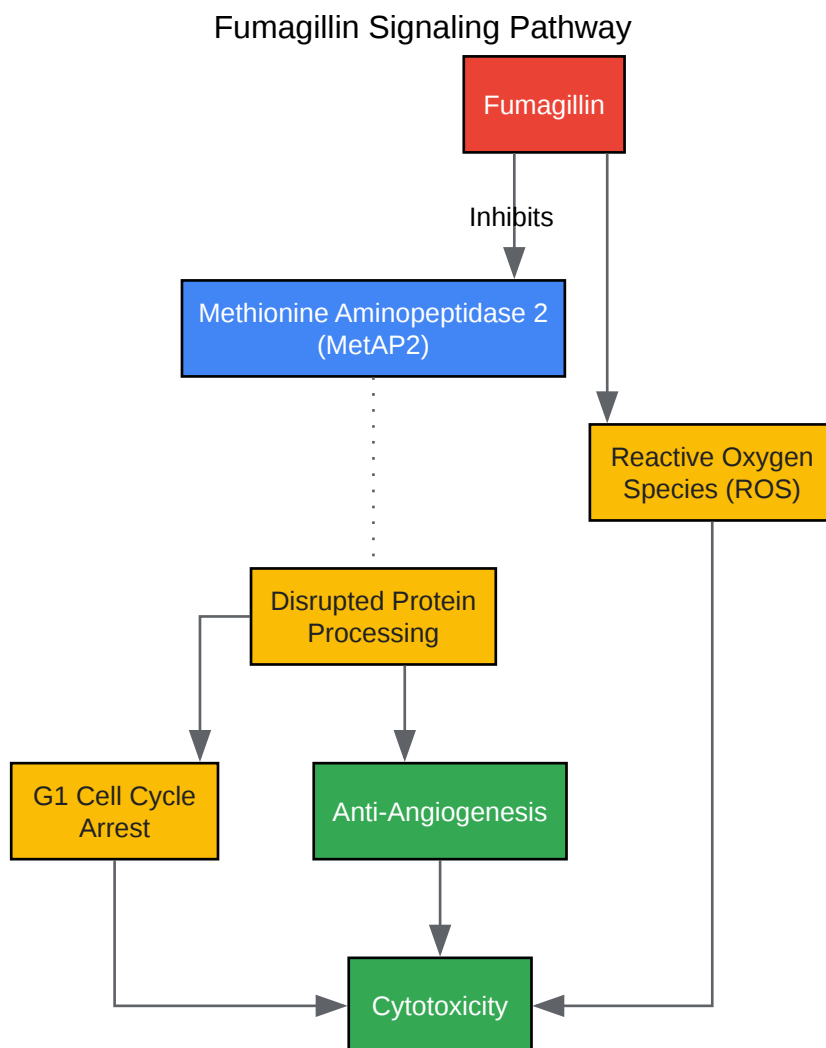 Fumagillin Signaling Pathway
Fumagillin
Inhibits
Methionine Aminopeptidase 2
(MetAP2)
Reactive Oxygen
Species (ROS)
Disrupted Protein
Processing
G1 Cell Cycle
Arrest
Anti-Angiogenesis
Cytotoxicity